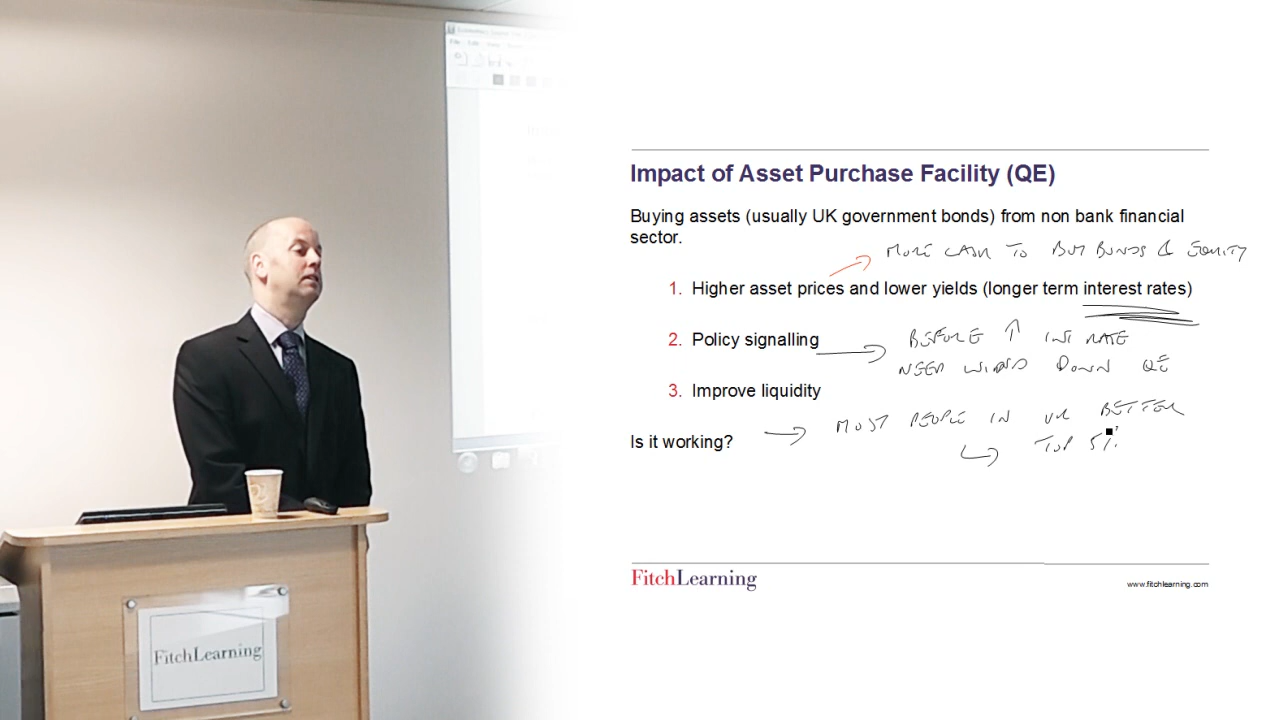 Impact of Asset Purchase Facility (QE)
Buying assets (usually UK government bonds) from non bank financial
sector.
MORE CASH TO BUY BONDS & EQUITY
1. Higher asset prices and lower yields (longer term interest rates)
2. Policy signalling
BEFORE ↑ INT RATE
NEED WIND DOWN QE
3. Improve liquidity
MOST PEOPLE IN UK BETTER
Is it working?
TOP 5%
FitchLearning
www.fitchlearning.com
FitchLearning